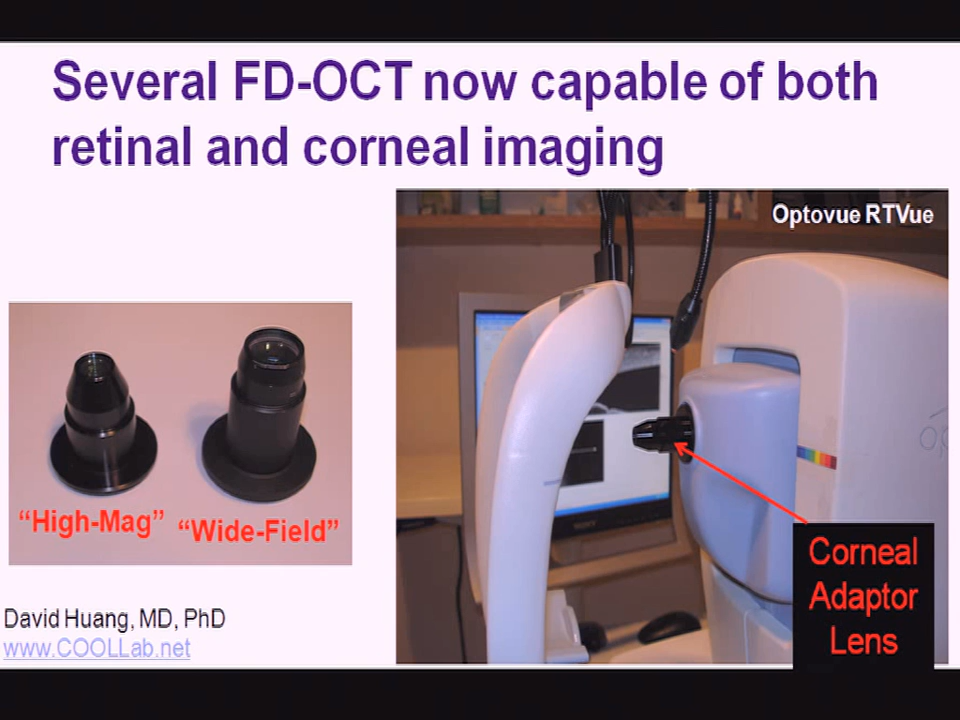 Several FD-OCT now capable of both
retinal and corneal imaging
Optovue RTVue
“High-Mag”
“Wide-Field”
Corneal
Adaptor
Lens
David Huang, MD, PhD
www.COOLLab.net
SONY